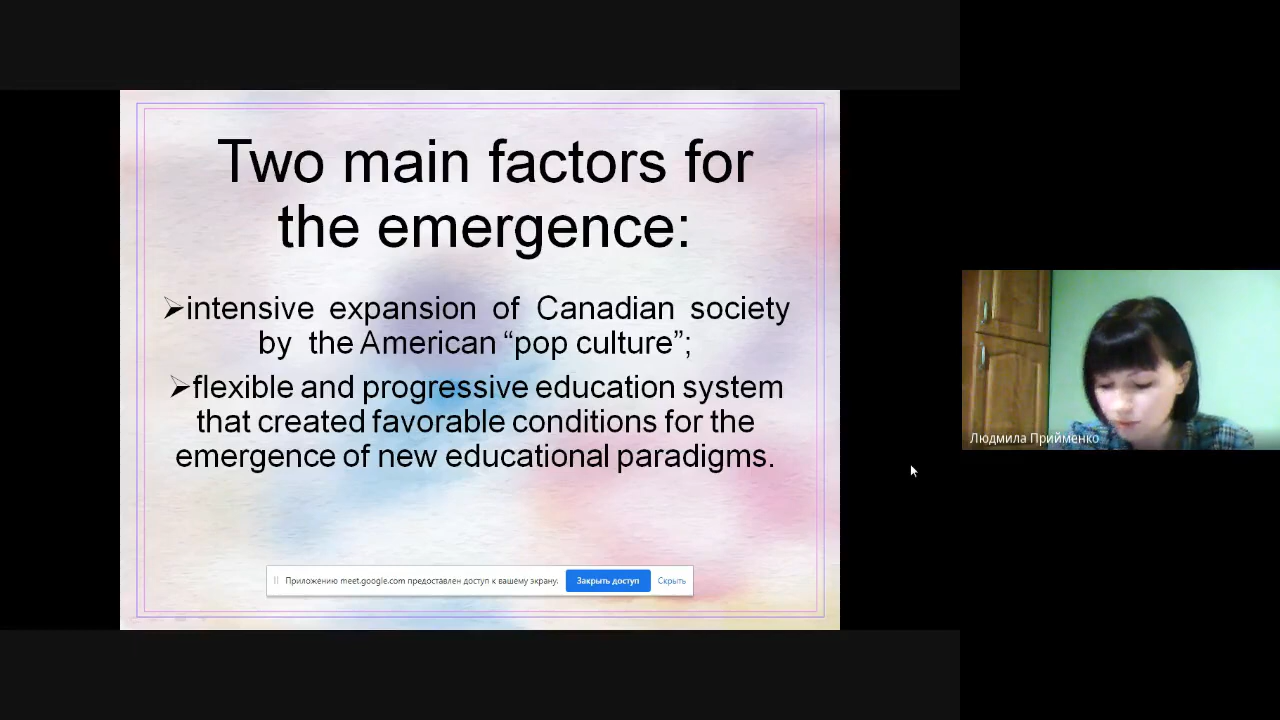 Two main factors for
the emergence:
➢intensive expansion of Canadian society
by the American “pop culture”;
➢flexible and progressive education system
that created favorable conditions for the
emergence of new educational paradigms.
Людмила Прийменко
Приложению meet.google.com предоставлен доступ к вашему экрану. Закрыть доступ Скрыть